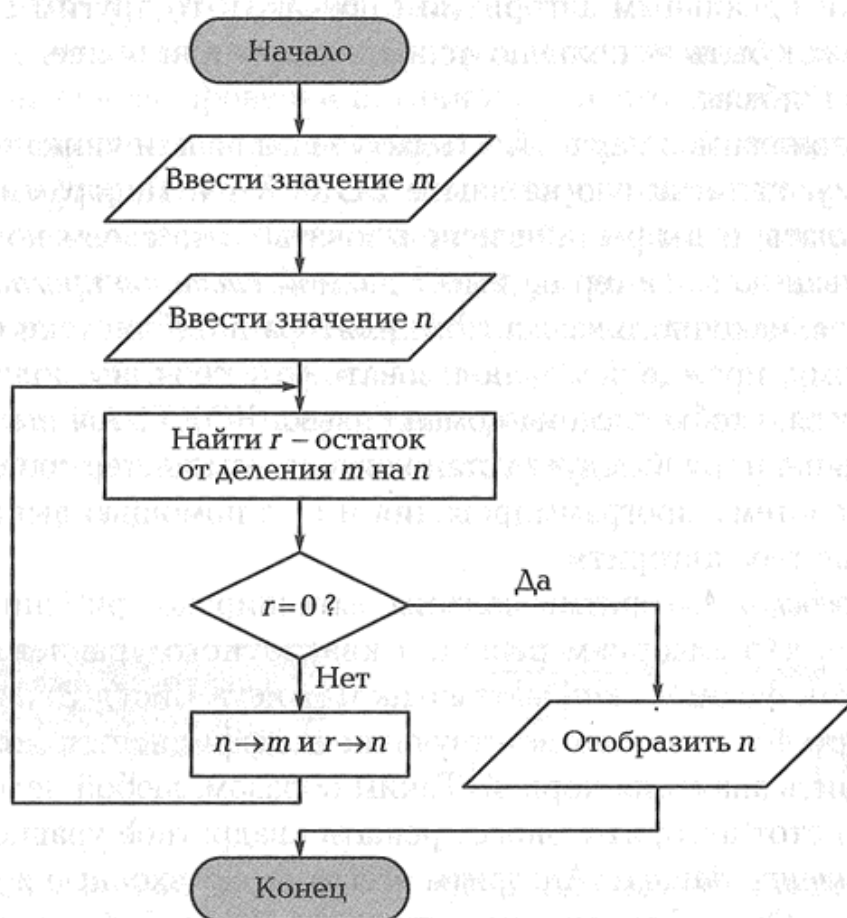 Начало
Ввести значение m
Ввести значение n
Найти r – остаток
от деления m на n
r = 0 ?
Да
Нет
n → m и r → n
Отобразить n
Конец